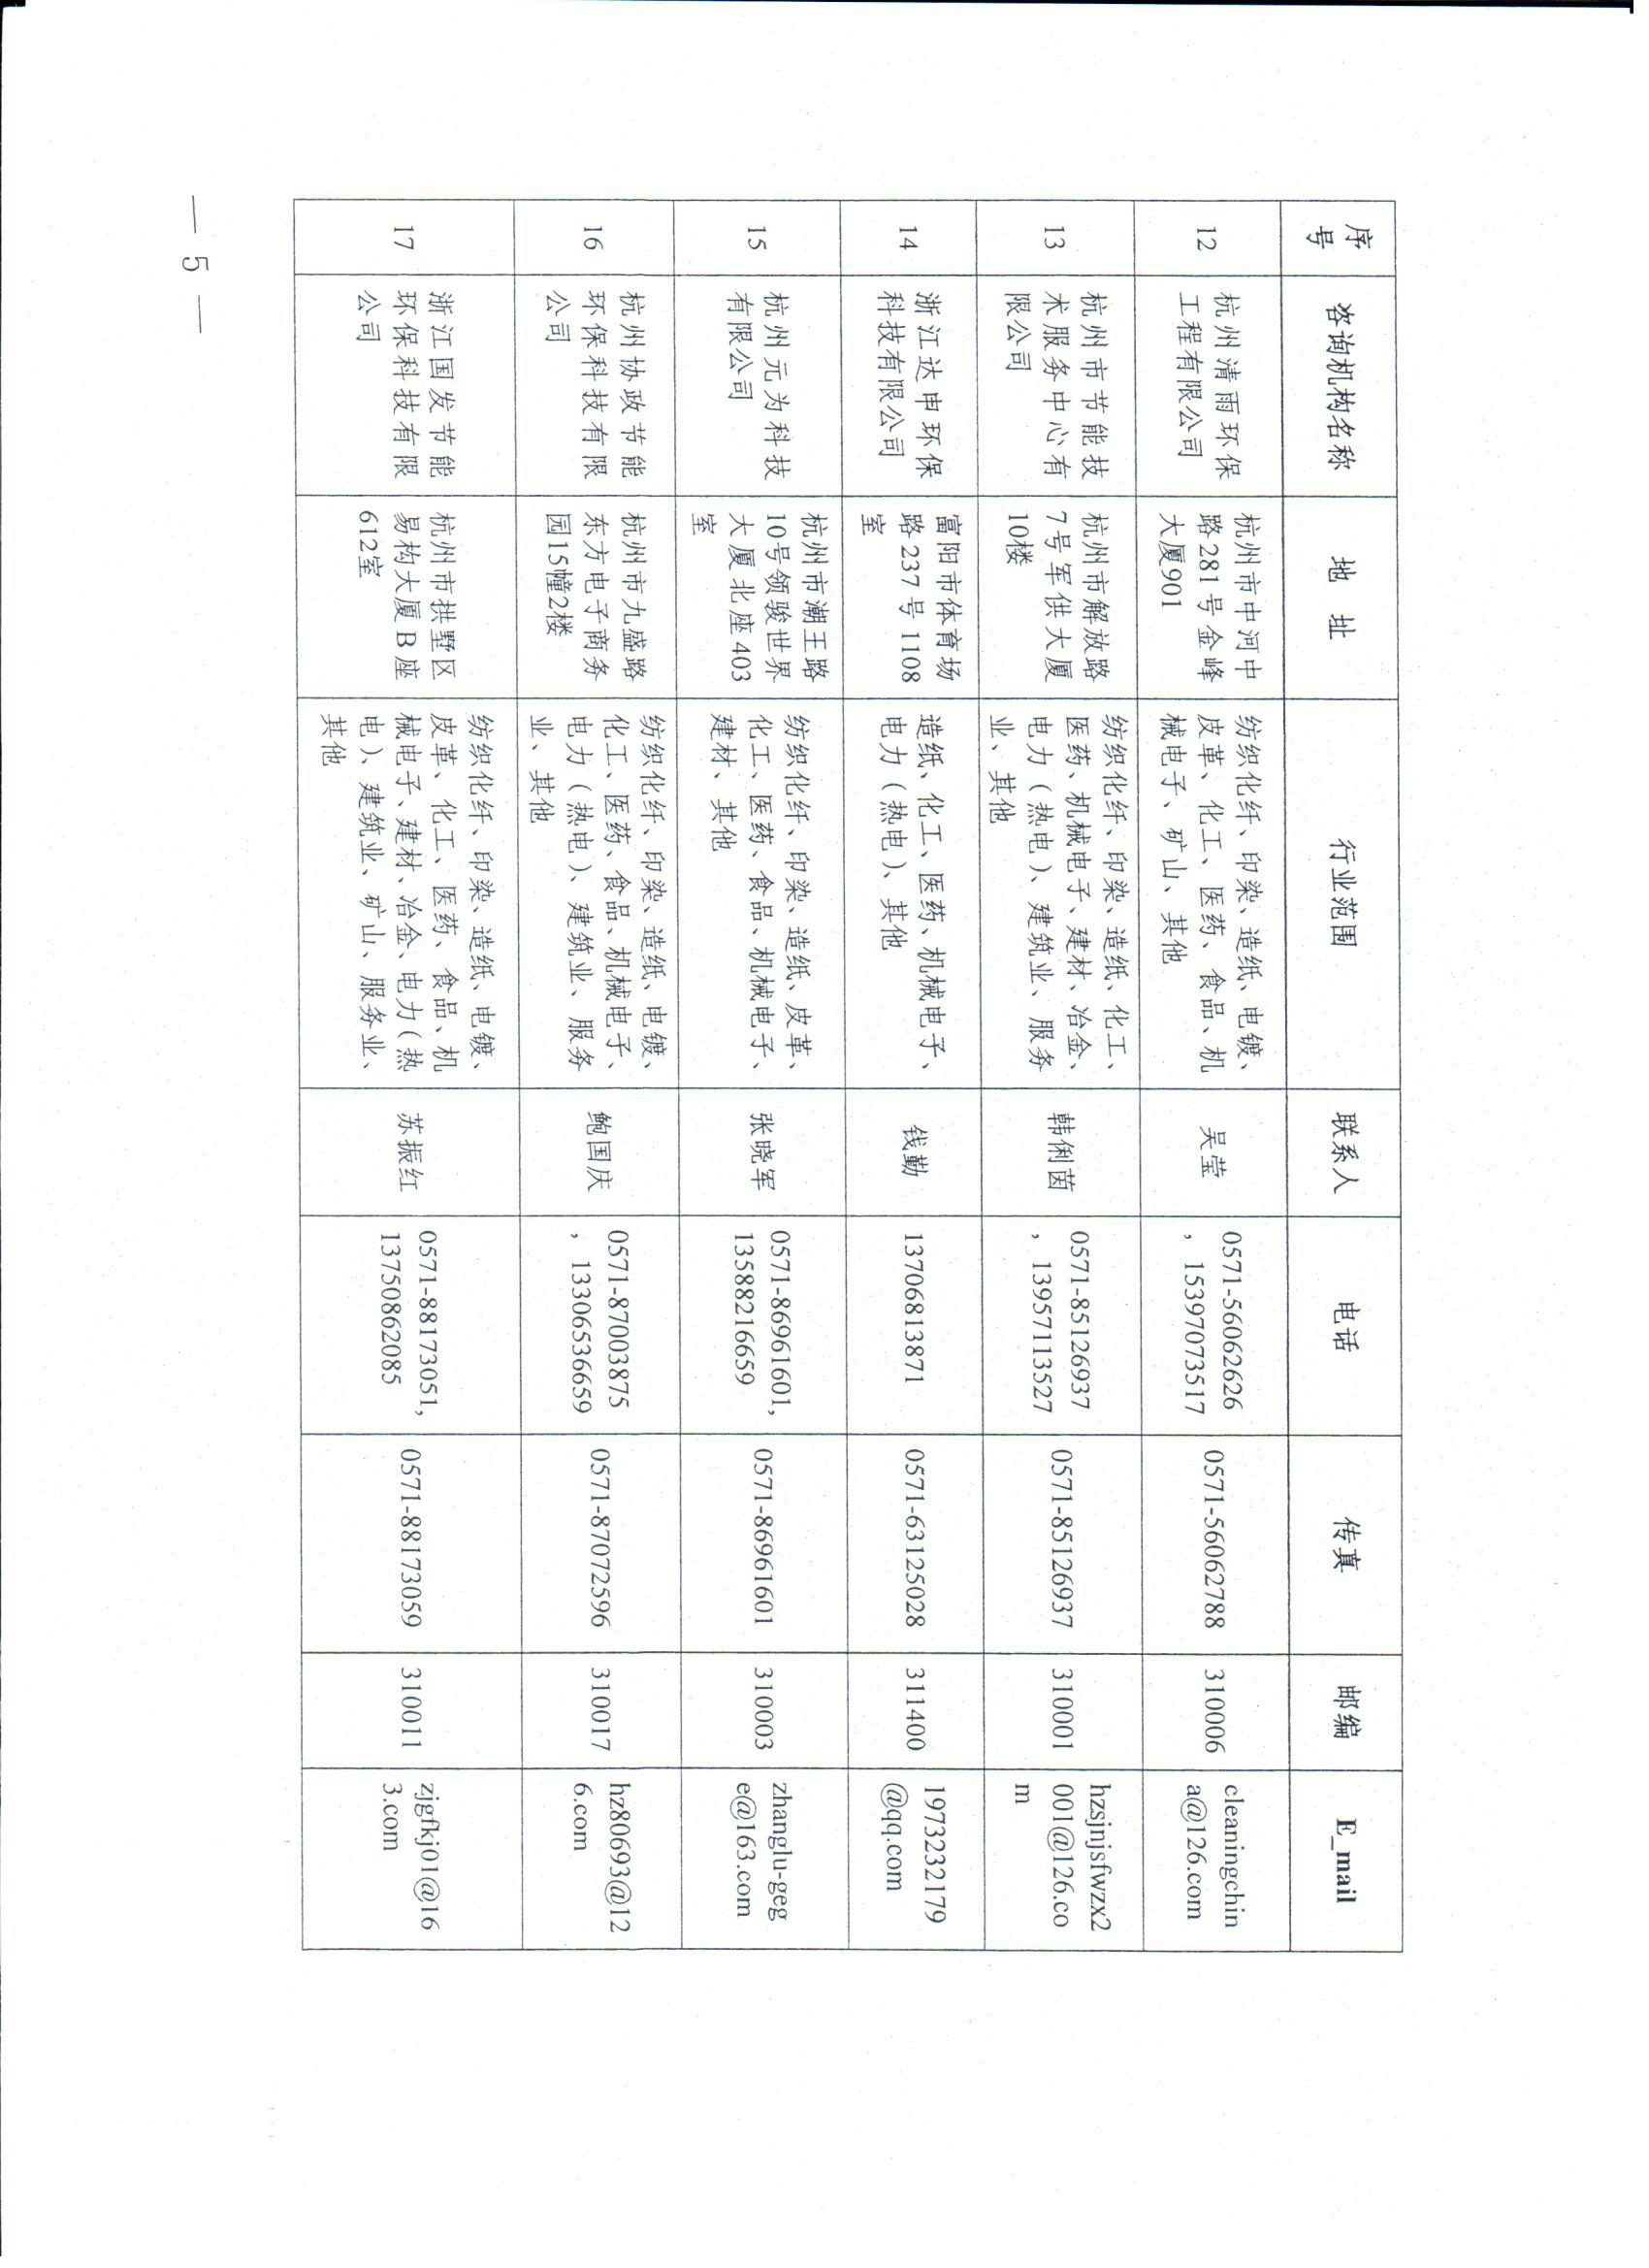 序号
咨询机构名称
地 址
行业范围
联系人
电话
传真
邮编
E_mail
12
杭州清雨环保
工程有限公司
杭州市中河中
路281号金峰
大厦901
纺织化纤、印染、造纸、电镀、
皮革、化工、医药、食品、机
械电子、矿山、其他
吴莹
0571-56062626
，15397073517
0571-56062788
310006
cleaningchin
a@126.com
13
杭州市节能技
术服务中心有
限公司
杭州市解放路
7号军供大厦
10楼
纺织化纤、印染、造纸、化工、
医药、机械电子、建材、冶金、
电力（热电）、建筑业、服务
业、其他
韩俐茵
0571-85126937
，13957113527
0571-85126937
310001
hzsjnjsfwzx2
001@126.co
m
14
浙江达申环保
科技有限公司
富阳市体育场
路237号1108
室
造纸、化工、医药、机械电子、
电力（热电）、其他
钱勤
13706813871
0571-63125028
311400
1973232179
@qq.com
15
杭州元为科技
有限公司
杭州市潮王路
10号领骏世界
大厦北座403
室
纺织化纤、印染、造纸、皮革、
化工、医药、食品、机械电子、
建材、其他
张晓军
0571-86961601,
13588216659
0571-86961601
310003
zhanglu-geg
e@163.com
16
杭州协政节能
环保科技有限
公司
杭州市九盛路
东方电子商务
园15幢2楼
纺织化纤、印染、造纸、电镀、
化工、医药、食品、机械电子、
电力（热电）、建筑业、服务
业、其他
鲍国庆
0571-87003875
，13306536659
0571-87072596
310017
hz80693@12
6.com
17
浙江国发节能
环保科技有限
公司
杭州市拱墅区
易构大厦B座
612室
纺织化纤、印染、造纸、电镀、
皮革、化工、医药、食品、机
械电子、建材、冶金、电力（热
电）、建筑业、矿山、服务业、
其他
苏振红
0571-88173051,
13750862085
0571-88173059
310011
zjgfkj01@16
3.com
— 5 —